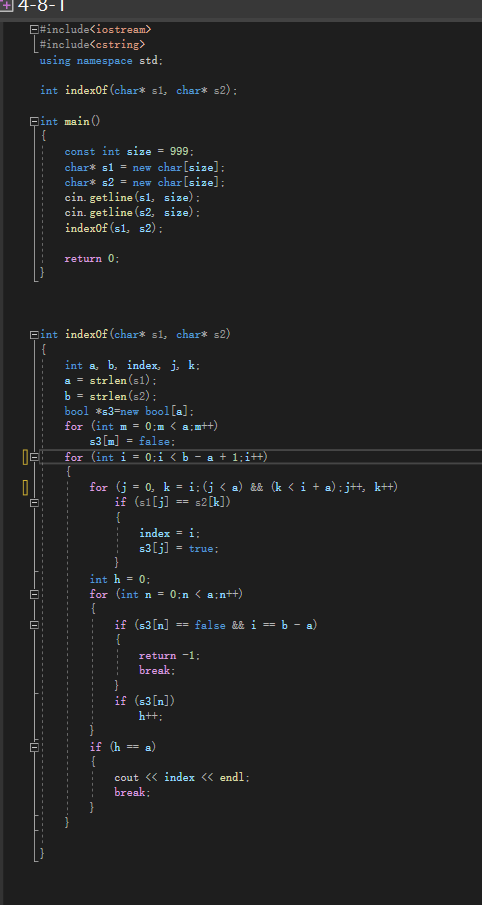 4-8-1
#include<iostream>
#include<cstring>
using namespace std;
int indexOf(char* s1, char* s2);
int main()
{
const int size = 999;
char* s1 = new char[size];
char* s2 = new char[size];
cin.getline(s1, size);
cin.getline(s2, size);
indexOf(s1, s2);
return 0;
}
int indexOf(char* s1, char* s2)
{
int a, b, index, j, k;
a = strlen(s1);
b = strlen(s2);
bool *s3=new bool[a];
for (int m = 0;m < a;m++)
s3[m] = false;
for (int i = 0;i < b - a + 1;i++)
{
for (j = 0, k = i;(j < a) && (k < i + a);j++, k++)
if (s1[j] == s2[k])
{
index = i;
s3[j] = true;
}
int h = 0;
for (int n = 0;n < a;n++)
{
if (s3[n] == false && i == b - a)
{
return -1;
break;
}
if (s3[n])
h++;
}
if (h == a)
{
cout << index << endl;
break;
}
}
}